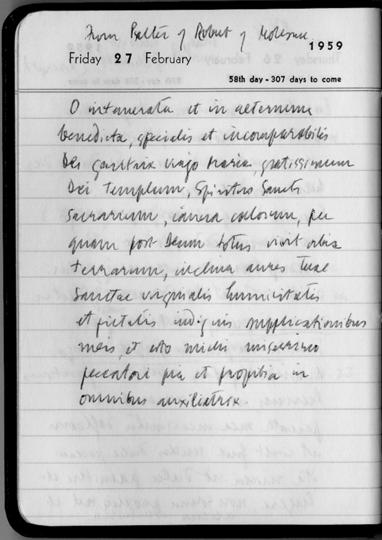 From Psalter of Robert of Molesme
1959
Friday 27 February
58th day - 307 days to come
O intemerata et in aeternum
benedicta, specialis et incomparabilis
Dei genitrix virgo Maria, gratissimum
Dei Templum, Spiritus Sancti
Sacrarium, ianua coelorum, per
quam post Deum totus vivit orbis
terrarum, inclina aures tuae
sanctae virginalis humilitatis
et pietatis indignis supplicationibus
meis, et esto mihi miserrimo
peccatori pia et propitia in
omnibus auxiliatrix.